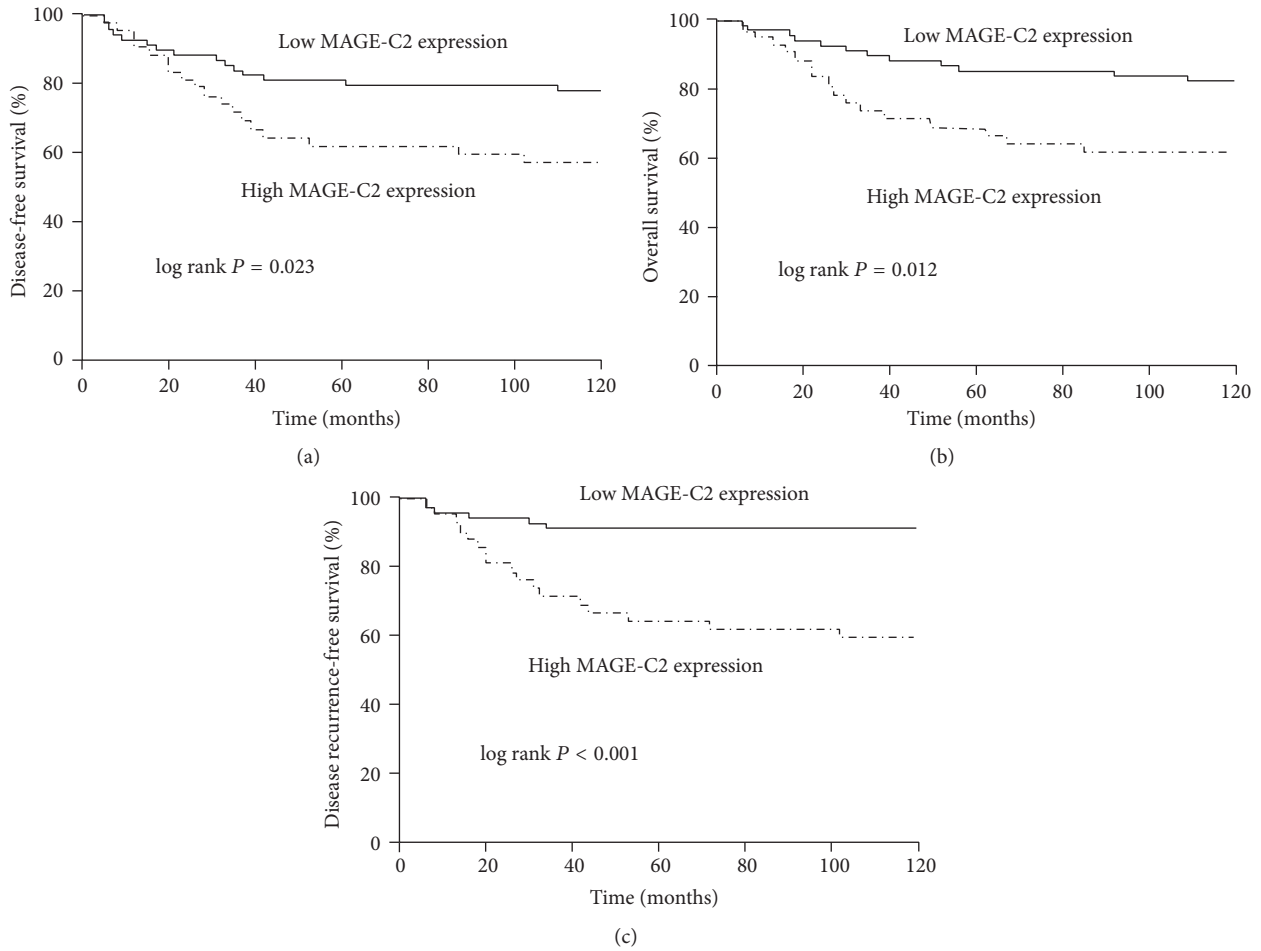 100
80
60
40
20
0
Disease-free survival (%)
Low MAGE-C2 expression
High MAGE-C2 expression
log rank P = 0.023
0 20 40 60 80 100 120
Time (months)
(a)
100
80
60
40
20
0
Overall survival (%)
Low MAGE-C2 expression
High MAGE-C2 expression
log rank P = 0.012
0 20 40 60 80 100 120
Time (months)
(b)
100
80
60
40
20
0
Disease recurrence-free survival (%)
Low MAGE-C2 expression
High MAGE-C2 expression
log rank P < 0.001
0 20 40 60 80 100 120
Time (months)
(c)